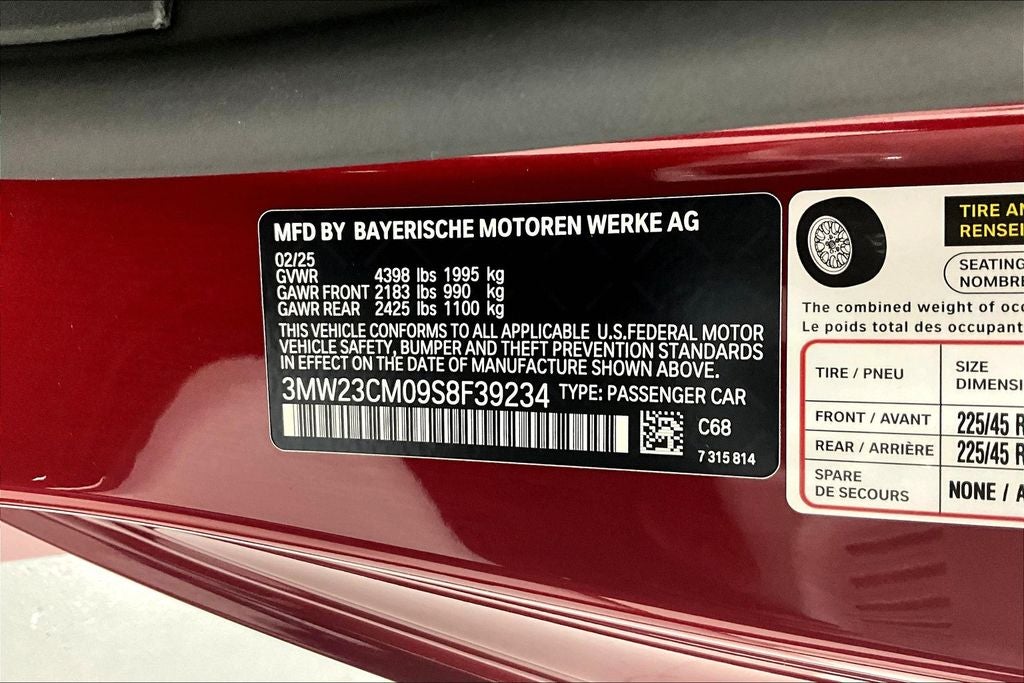 MFD BY BAYERISCHE MOTOREN WERKE AG
02/25
GVWR 4398 lbs 1995 kg
GAWR FRONT 2183 lbs 990 kg
GAWR REAR 2425 lbs 1100 kg
THIS VEHICLE CONFORMS TO ALL APPLICABLE U.S.FEDERAL MOTOR
VEHICLE SAFETY, BUMPER AND THEFT PREVENTION STANDARDS
IN EFFECT ON THE DATE OF MANUFACTURE SHOWN ABOVE.
3MW23CM09S8F39234 TYPE: PASSENGER CAR
C68
7 315 814
TIRE AN
RENSEI
SEATING
NOMBRE
The combined weight of occ
Le poids total des occupant
TIRE / PNEU
SIZE
DIMENSI
FRONT / AVANT 225/45 R
REAR / ARRIÈRE 225/45 R
SPARE
DE SECOURS
NONE / A